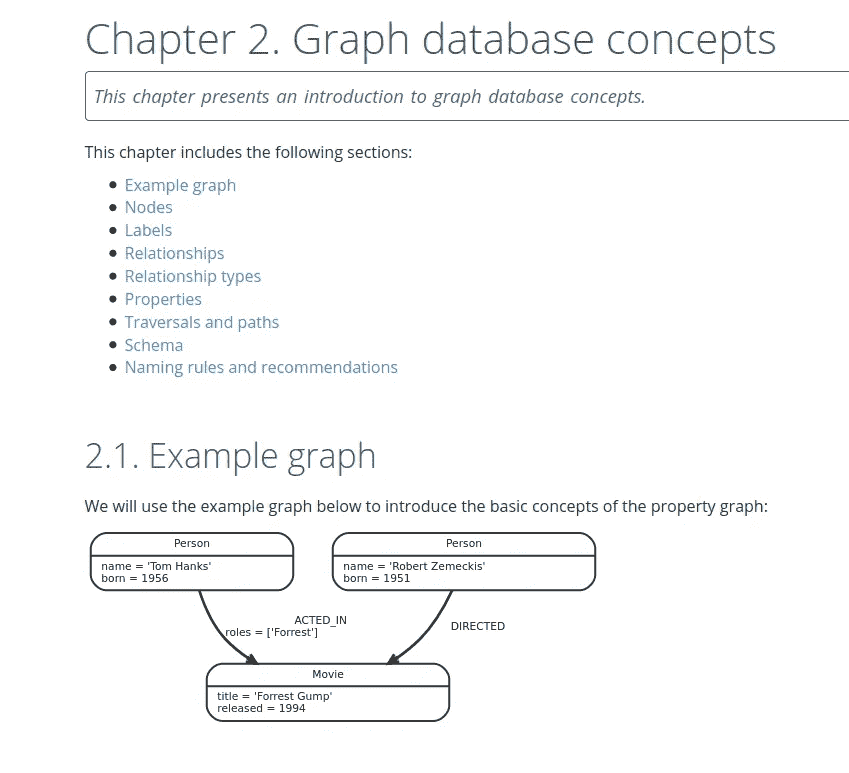 Chapter 2. Graph database concepts
This chapter presents an introduction to graph database concepts.
This chapter includes the following sections:
Example graph
Nodes
Labels
Relationships
Relationship types
Properties
Traversals and paths
Schema
Naming rules and recommendations
2.1. Example graph
We will use the example graph below to introduce the basic concepts of the property graph:
Person
name = 'Tom Hanks'
born = 1956
Person
name = 'Robert Zemeckis'
born = 1951
ACTED_IN
roles = ['Forrest']
DIRECTED
Movie
title = 'Forrest Gump'
released = 1994